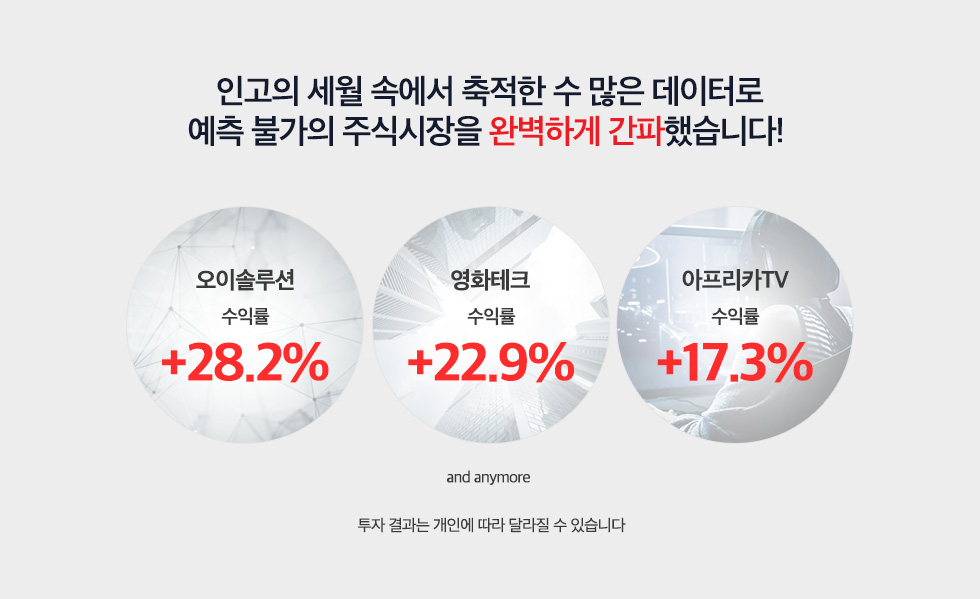 인고의 세월 속에서 축적한 수 많은 데이터로
예측 불가의 주식시장을 완벽하게 간파했습니다!
오이솔루션
수익률
+28.2%
영화테크
수익률
+22.9%
아프리카TV
수익률
+17.3%
and anymore
투자 결과는 개인에 따라 달라질 수 있습니다